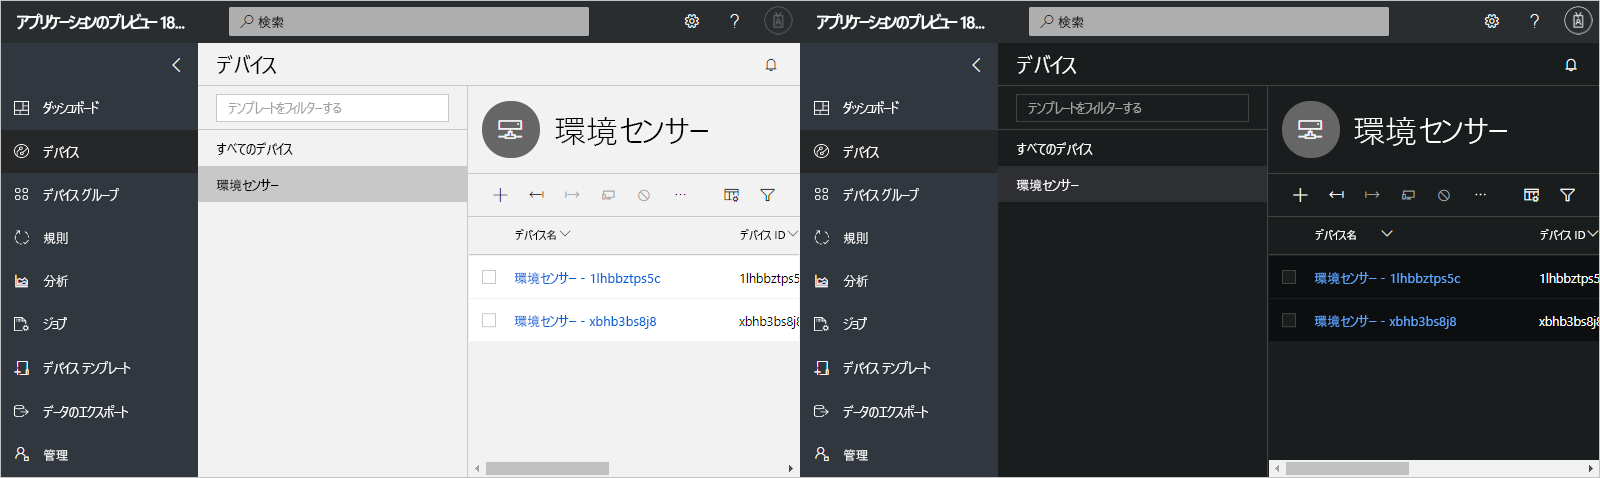 アプリケーションのプレビュー 18...
検索
?
デバイス
ダッシュボード
デバイス
デバイス グループ
規則
分析
ジョブ
デバイス テンプレート
データのエクスポート
管理
テンプレートをフィルターする
すべてのデバイス
環境センサー
環境センサー
デバイス名
デバイス ID
環境センサー - 1lhbbztps5c
1lhbbztps5
環境センサー - xbhb3bs8j8
xbhb3bs8j8
アプリケーションのプレビュー 18...
検索
?
デバイス
ダッシュボード
デバイス
デバイス グループ
規則
分析
ジョブ
デバイス テンプレート
データのエクスポート
管理
テンプレートをフィルターする
すべてのデバイス
環境センサー
環境センサー
デバイス名
デバイス ID
環境センサー - 1lhbbztps5c
1lhbbztps5
環境センサー - xbhb3bs8j8
xbhb3bs8j8